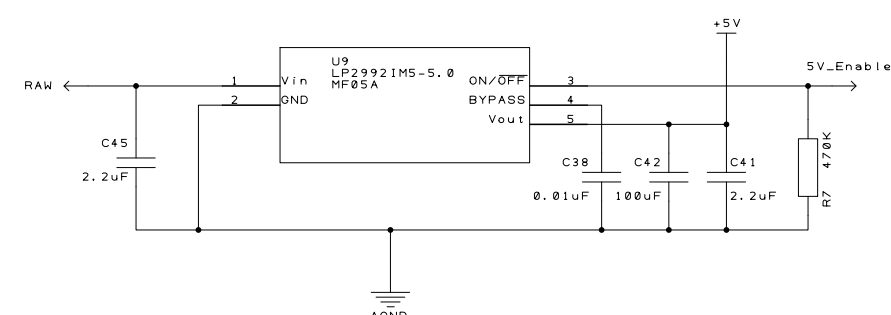 +5V
U9
LP2992IM5-5.0
MF05A
RAW
1
Vin
ON/OFF
3
5V_Enable
2
GND
BYPASS
4
Vout
5
C45
2.2uF
C38
0.01uF
C42
100uF
C41
2.2uF
R7 470K
AGND